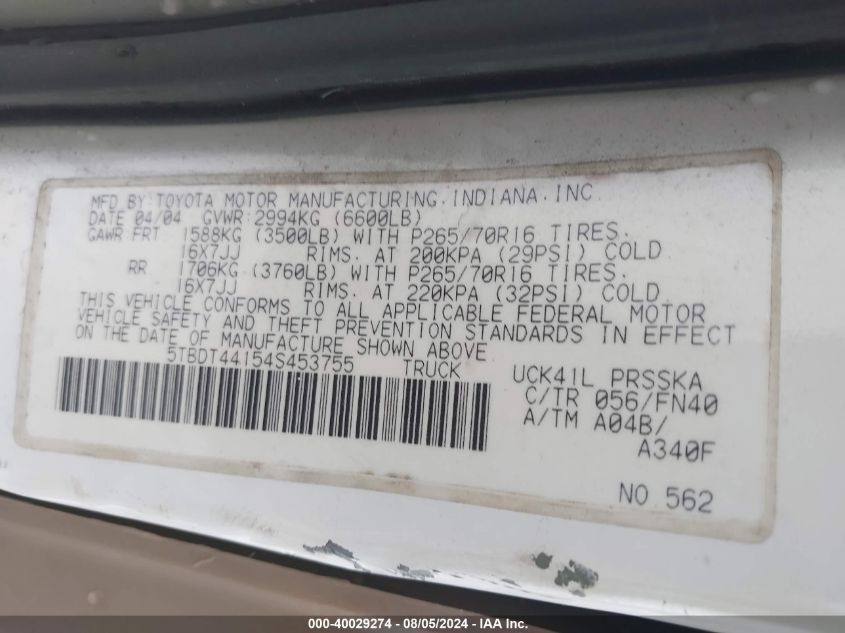 MFD BY:TOYOTA MOTOR MANUFACTURING.INDIANA.INC
DATE 04/04 GVWR:2994KG (6600LB)
GAWR FRT 1588KG (3500LB) WITH P265/70R16 TIRES.
16X7JJ RIMS. AT 200KPA (29PSI) COLD
RR 1706KG (3760LB) WITH P265/70R16 TIRES.
16X7JJ RIMS. AT 220KPA (32PSI) COLD
THIS VEHICLE CONFORMS TO ALL APPLICABLE FEDERAL MOTOR
VEHICLE SAFETY AND THEFT PREVENTION STANDARDS IN EFFECT
ON THE DATE OF MANUFACTURE SHOWN ABOVE
5TBDT44154S453755 TRUCK
UCK41L PRSSKA
C/TR 056/FN40
A/TM A04B/
A340F
NO 562
000-40029274 - 08/05/2024 - IAA Inc.